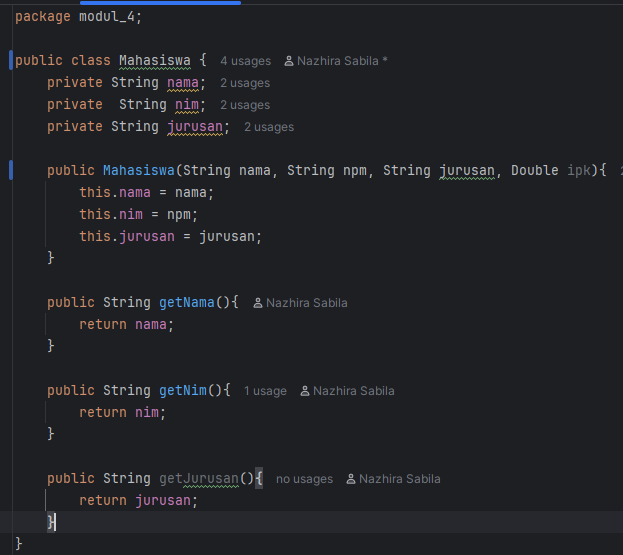 package modul_4;
public class Mahasiswa {  4 usages  Nazhira Sabila *
    private String nama;  2 usages
    private  String nim;  2 usages
    private String jurusan;  2 usages
    public Mahasiswa(String nama, String npm, String jurusan, Double ipk){
        this.nama = nama;
        this.nim = npm;
        this.jurusan = jurusan;
    }
    public String getNama(){  Nazhira Sabila
        return nama;
    }
    public String getNim(){  1 usage  Nazhira Sabila
        return nim;
    }
    public String getJurusan(){  no usages  Nazhira Sabila
        return jurusan;
    }
}